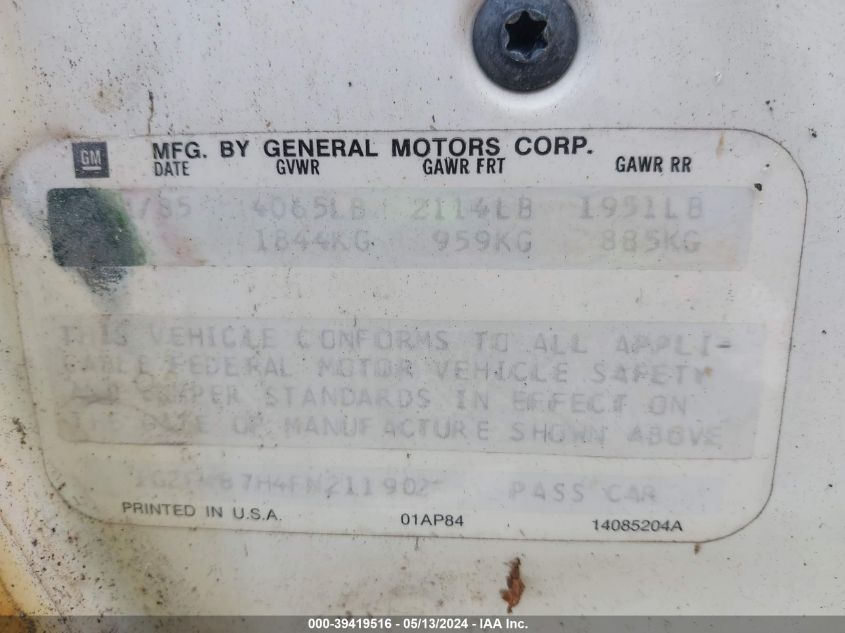 GM MFG. BY GENERAL MOTORS CORP.
DATE GVWR GAWR FRT GAWR RR
/85 4065LB 2114LB 1951LB
1844KG 959KG 885KG
THIS VEHICLE CONFORMS TO ALL APPLI-
CABLE FEDERAL MOTOR VEHICLE SAFETY
AND BUMPER STANDARDS IN EFFECT ON
THE DATE OF MANUFACTURE SHOWN ABOVE
PASS CAR
PRINTED IN U.S.A. 01AP84 14085204A
000-39419516 - 05/13/2024 - IAA Inc.